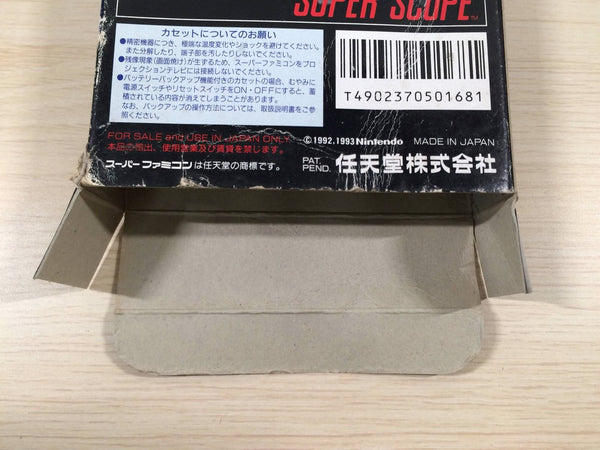 SUPER SCOPE™
カセットについてのお願い
●精密機器につき、極端な温度変化やショックを避けてください。
また分解したり、端子部を汚したりしないでください。
●残像現象(画面焼け)が生ずるため、スーパーファミコンをプロ
ジェクションテレビには接続しないでください。
●バッテリーバックアップ機能付きのカセットの場合、むやみに
電源スイッチやリセットスイッチをON・OFFにすると、蓄
積されている内容が消えてしまうことがあります。
なお、バックアップの操作方法については、取扱説明書をご参
照ください。
T4902370501681
FOR SALE and USE IN JAPAN ONLY
本品の輸出、使用営業及び賃貸を禁じます。
©1992,1993 Nintendo MADE IN JAPAN
スーパーファミコンは任天堂の商標です。
PAT. PEND.
任天堂株式会社